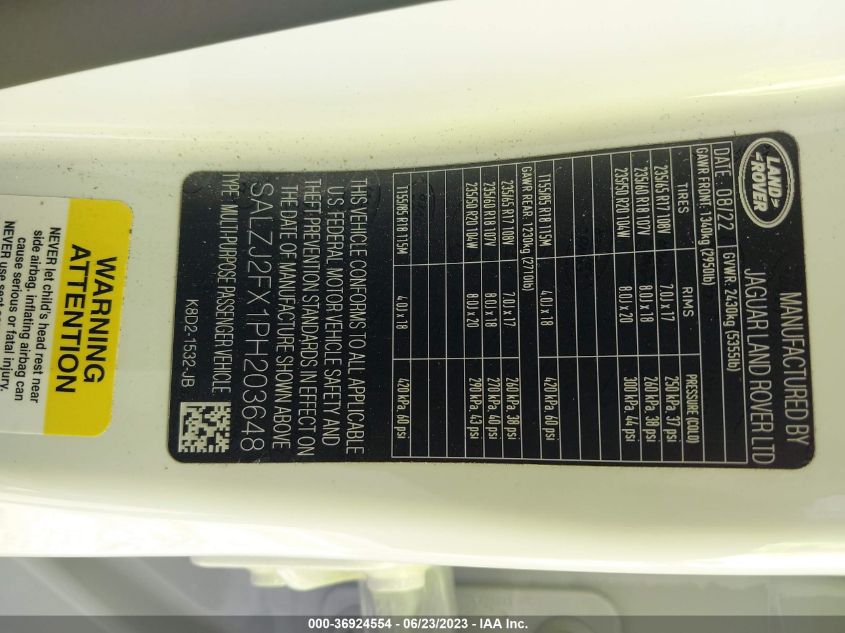 LAND ROVER
MANUFACTURED BY
JAGUAR LAND ROVER LTD
DATE: 08/22 GVWR: 2430kg (5355lb)
GAWR FRONT: 1340kg (2950lb)
TIRES RIMS PRESSURE (COLD)
235/65 R17 108V 7.0J x 17 250 kPa, 37 psi
235/60 R18 107V 8.0J x 18 260 kPa, 38 psi
235/50 R20 104W 8.0J x 20 300 kPa, 44 psi
T155/85 R18 115M 4.0J x 18 420 kPa, 60 psi
GAWR REAR: 1230kg (2710lb)
235/65 R17 108V 7.0J x 17 260 kPa, 38 psi
235/60 R18 107V 8.0J x 18 270 kPa, 40 psi
235/50 R20 104W 8.0J x 20 290 kPa, 43 psi
T155/85 R18 115M 4.0J x 18 420 kPa, 60 psi
THIS VEHICLE CONFORMS TO ALL APPLICABLE
U.S. FEDERAL MOTOR VEHICLE SAFETY AND
THEFT PREVENTION STANDARDS IN EFFECT ON
THE DATE OF MANUFACTURE SHOWN ABOVE
SALZJ2FX1PH203648
TYPE: MULTI-PURPOSE PASSENGER VEHICLE
K8D2-1532-JB
WARNING
ATTENTION
NEVER let child's head rest near
side airbag, inflating airbag can
cause serious or fatal injury.
NEVER use seat
000-36924554 - 06/23/2023 - IAA Inc.